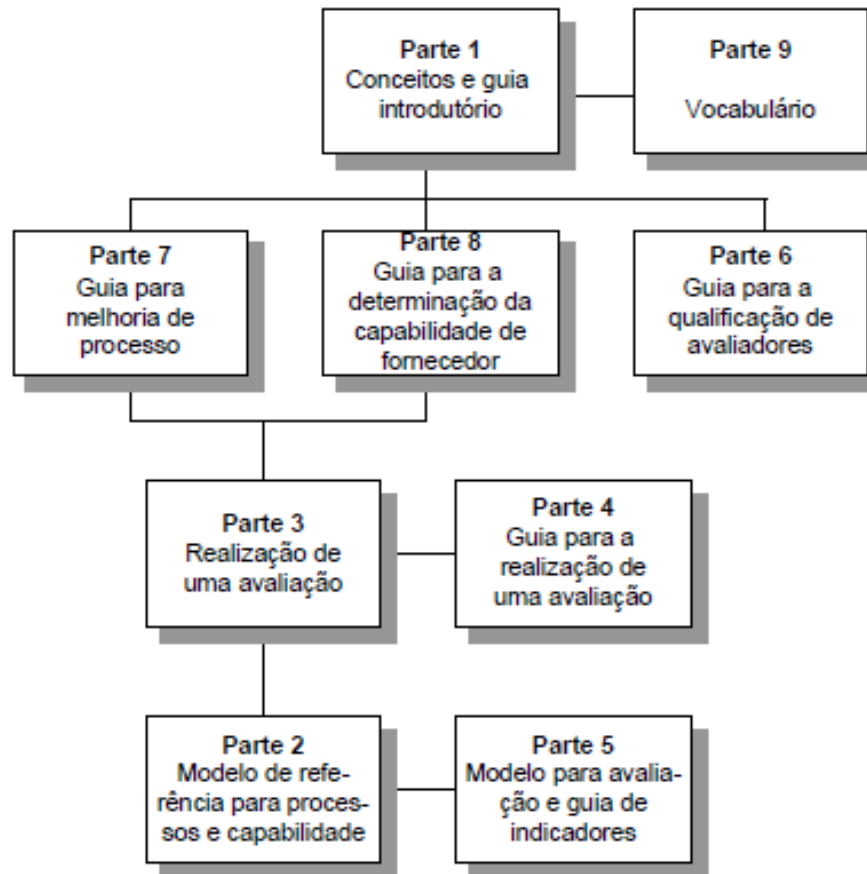 Parte 1
Conceitos e guia
introdutório
Parte 9
Vocabulário
Parte 7
Guia para
melhoria de
processo
Parte 8
Guia para a
determinação da
capabilidade de
fornecedor
Parte 6
Guia para a
qualificação de
avaliadores
Parte 3
Realização de
uma avaliação
Parte 4
Guia para a
realização de
uma avaliação
Parte 2
Modelo de refe-
rência para proces-
sos e capabilidade
Parte 5
Modelo para avalia-
ção e guia de
indicadores